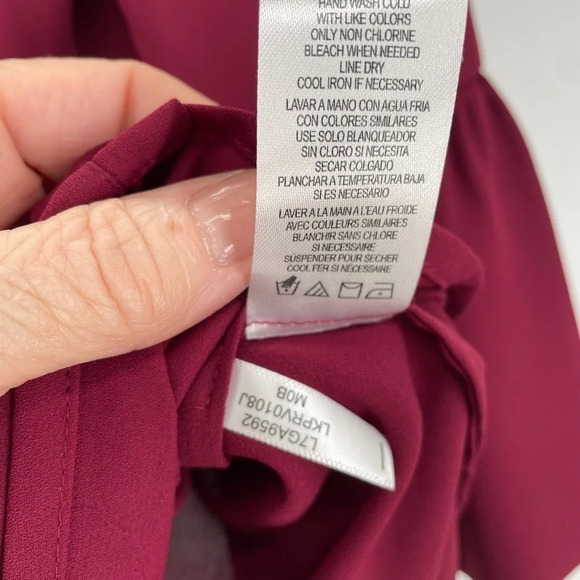 HAND WASH COLD
WITH LIKE COLORS
ONLY NON CHLORINE
BLEACH WHEN NEEDED
LINE DRY
COOL IRON IF NECESSARY
LAVAR A MANO CON AGUA FRIA
CON COLORES SIMILARES
USE SOLO BLANQUEADOR
SIN CLORO SI NECESITA
SECAR COLGADO
PLANCHAR A TEMPERATURA BAJA
SI ES NECESARIO
LAVER A LA MAIN A L'EAU FROIDE
AVEC COULEURS SIMILAIRES
BLANCHIR SANS CHLORE
SI NECESSAIRE
SUSPENDER POUR SECHER
COOL FER SI NECESSAIRE
L7GA9592
LKPRV0108J
M0B